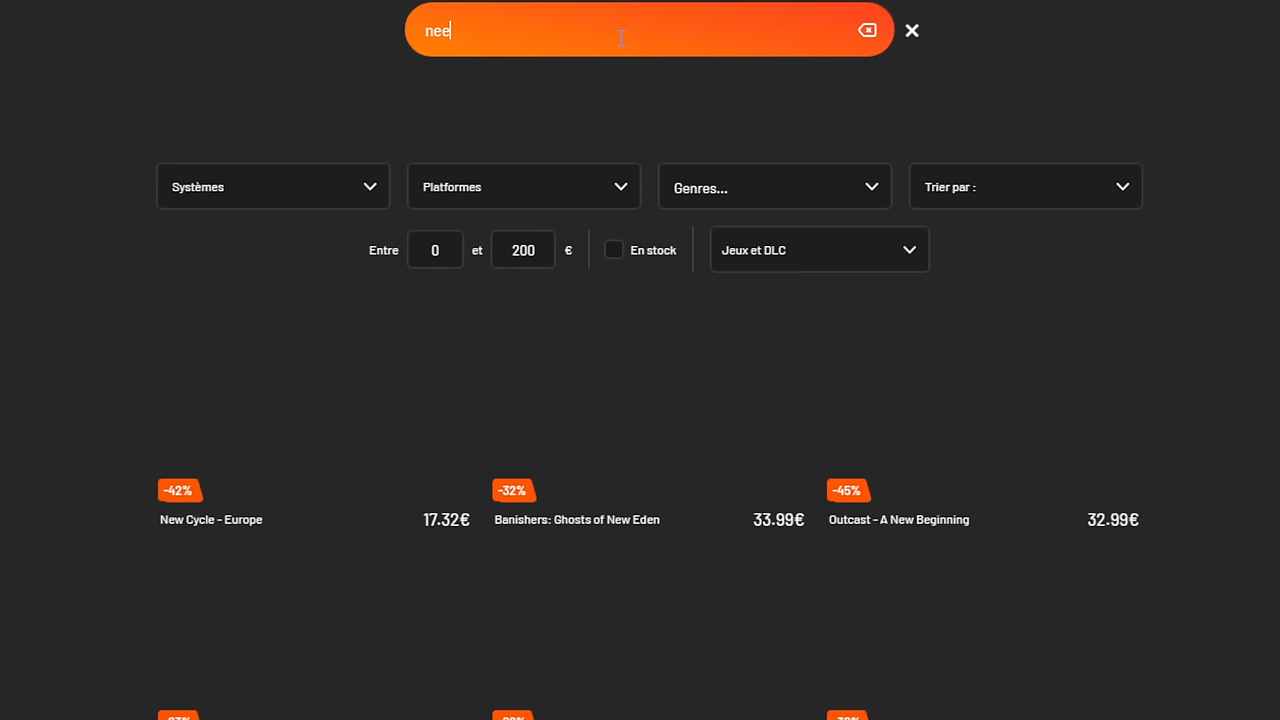 nee
Systèmes
Platformes
Genres...
Trier par :
Entre 0 et 200 €
En stock
Jeux et DLC
-42%
New Cycle - Europe
17.32€
-32%
Banishers: Ghosts of New Eden
33.99€
-45%
Outcast - A New Beginning
32.99€